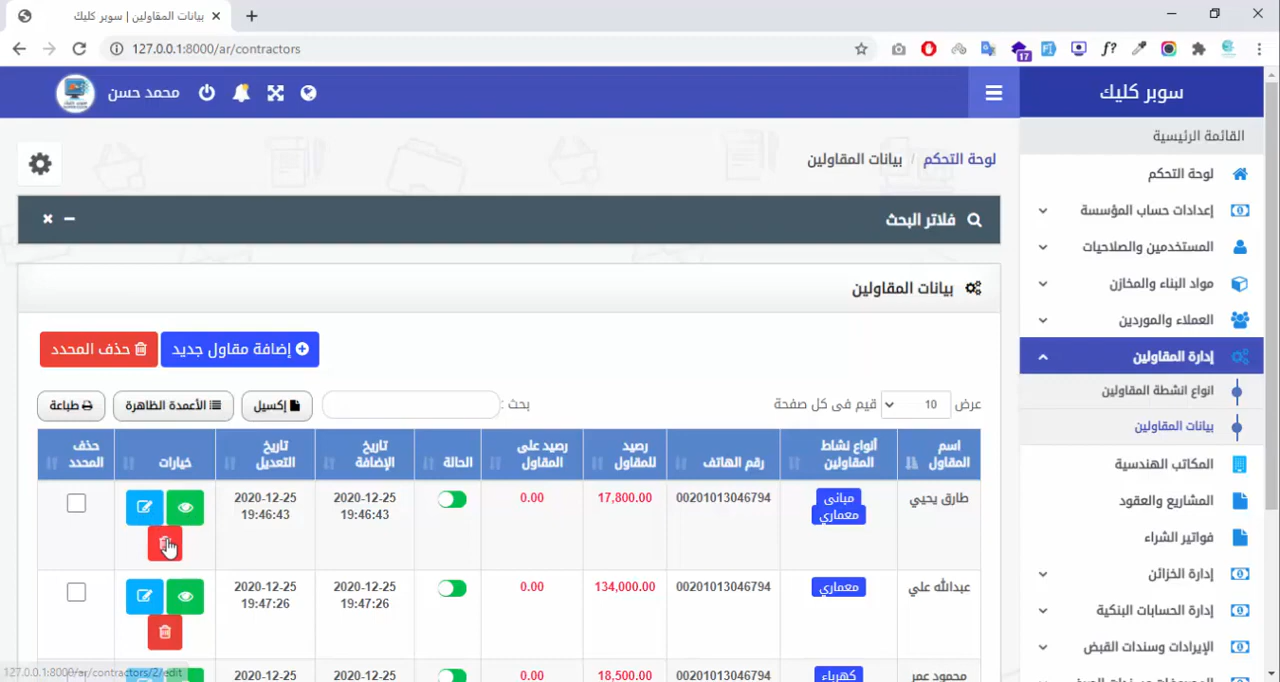 بيانات المقاولين | سوبر كليك
127.0.0.1:8000/ar/contractors
17
f?
سوبر كليك
محمد حسن
القائمة الرئيسية
لوحة التحكم
إعدادات حساب المؤسسة
المستخدمين والصلاحيات
مواد البناء والمخازن
العملاء والموردين
إدارة المقاولين
انواع انشطة المقاولين
بيانات المقاولين
المكاتب الهندسية
المشاريع والعقود
فواتير الشراء
إدارة الخزائن
إدارة الحسابات البنكية
الإيرادات وسندات القبض
لوحة التحكم / بيانات المقاولين
فلاتر البحث
بيانات المقاولين
إضافة مقاول جديد
حذف المحدد
عرض 10 قيم في كل صفحة
بحث :
إكسيل
الأعمدة الظاهرة
طباعة
اسم المقاول
أنواع نشاط المقاولين
رقم الهاتف
رصيد للمقاول
رصيد على المقاول
الحالة
تاريخ الإضافة
تاريخ التعديل
خيارات
حذف المحدد
طارق يحيي
مبانى
معماري
00201013046794
17,800.00
0.00
2020-12-25
19:46:43
2020-12-25
19:46:43
عبدالله علي
معماري
00201013046794
134,000.00
0.00
2020-12-25
19:47:26
2020-12-25
19:47:26
محمود عمر
كهرباء
00201013046794
18,500.00
0.00
2020-12-25
2020-12-25
127.0.0.1:8000/ar/contractors/2/edit